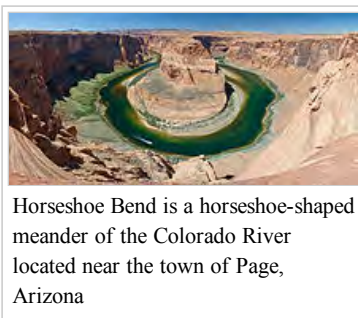 Horseshoe Bend is a horseshoe-shaped
meander of the Colorado River
located near the town of Page,
Arizona